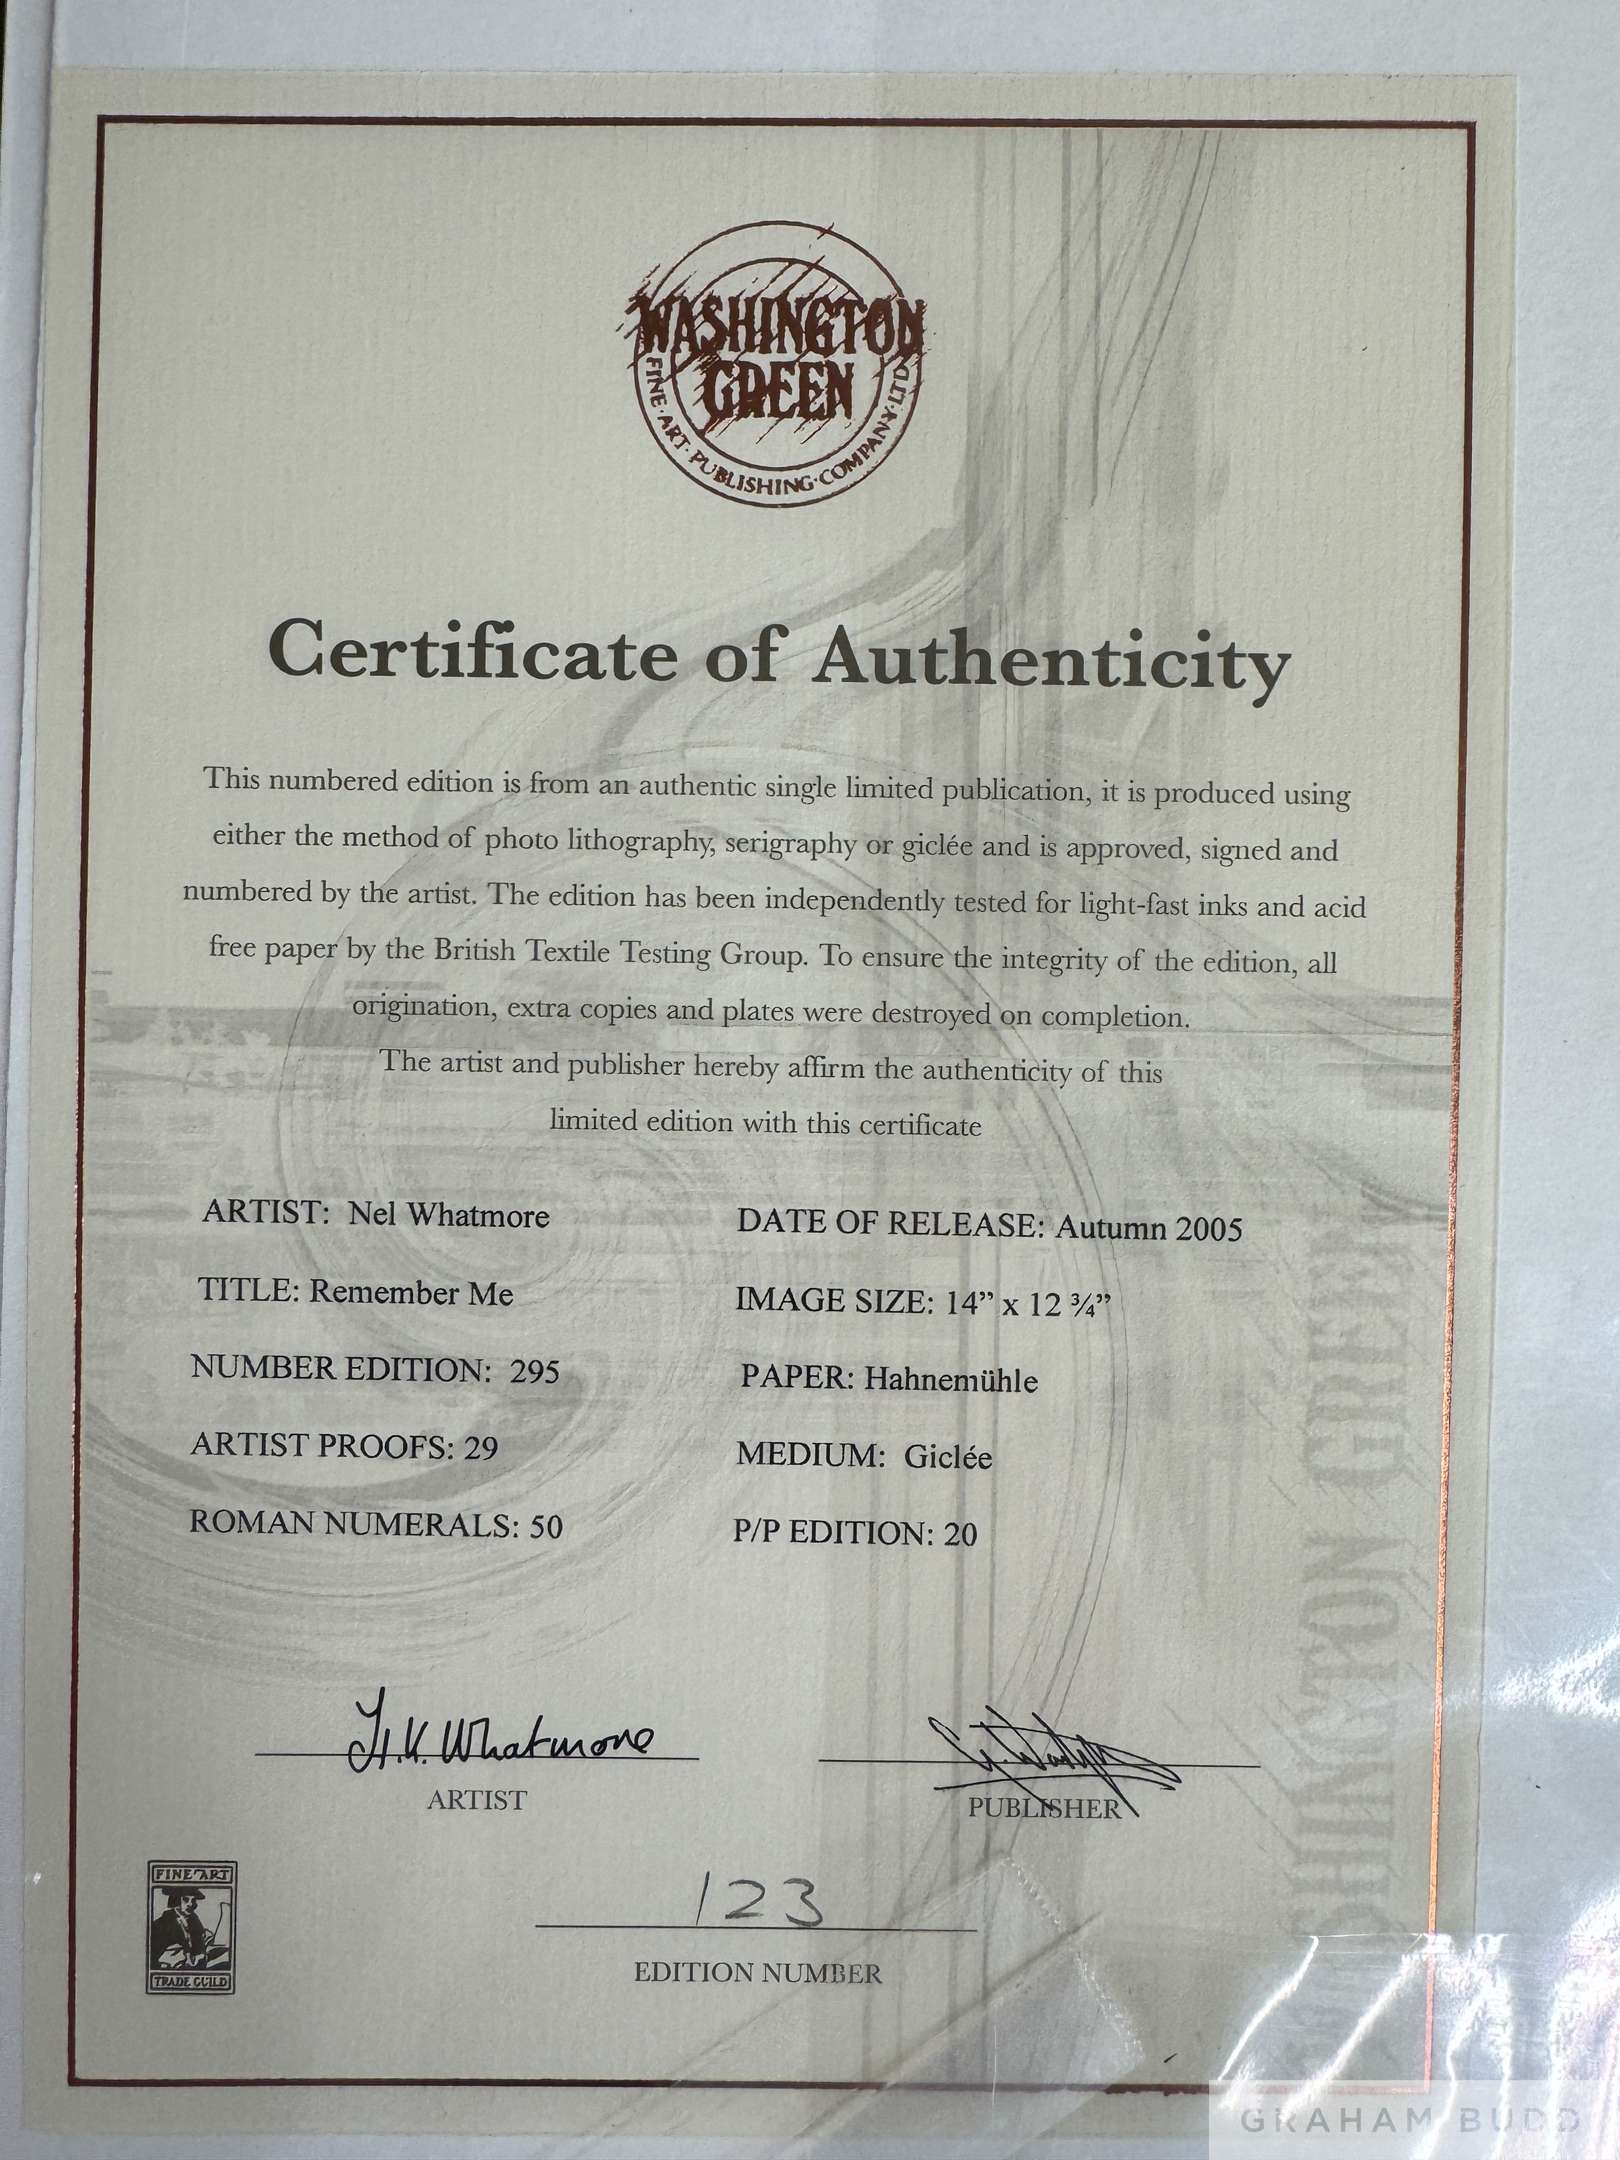 WASHINGTON
GREEN
FINE·ART·PUBLISHING·COMPANY·LTD
Certificate of Authenticity
This numbered edition is from an authentic single limited publication, it is produced using
either the method of photo lithography, serigraphy or giclée and is approved, signed and
numbered by the artist. The edition has been independently tested for light-fast inks and acid
free paper by the British Textile Testing Group. To ensure the integrity of the edition, all
origination, extra copies and plates were destroyed on completion.
The artist and publisher hereby affirm the authenticity of this
limited edition with this certificate
ARTIST: Nel Whatmore
DATE OF RELEASE: Autumn 2005
TITLE: Remember Me
IMAGE SIZE: 14” x 12 ¾”
NUMBER EDITION: 295
PAPER: Hahnemühle
ARTIST PROOFS: 29
MEDIUM: Giclée
ROMAN NUMERALS: 50
P/P EDITION: 20
WASHINGTON GREEN
H.K. Whatmore
ARTIST
PUBLISHER
FINE ART
TRADE GUILD
123
EDITION NUMBER
GRAHAM BUDD